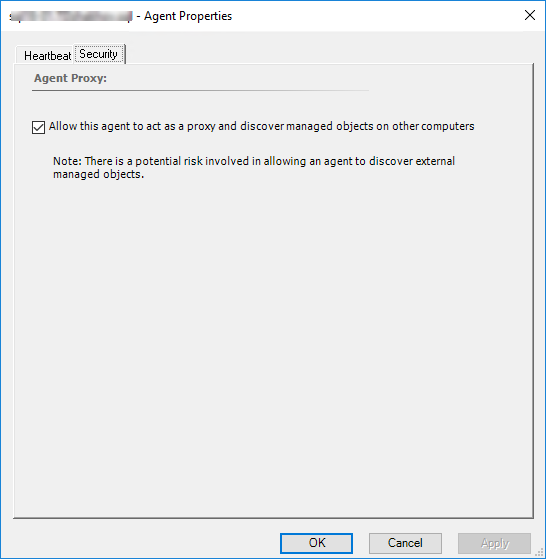 - Agent Properties
Heartbeat
Security
Agent Proxy:
Allow this agent to act as a proxy and discover managed objects on other computers
Note: There is a potential risk involved in allowing an agent to discover external
managed objects.
OK
Cancel
Apply